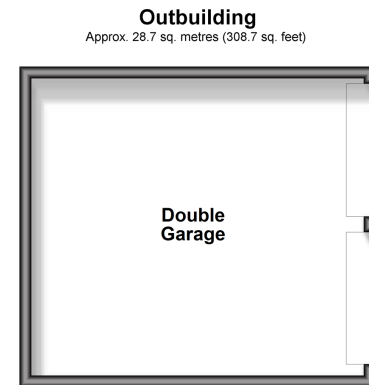 Outbuilding
Approx. 28.7 sq. metres (308.7 sq. feet)
Double
Garage